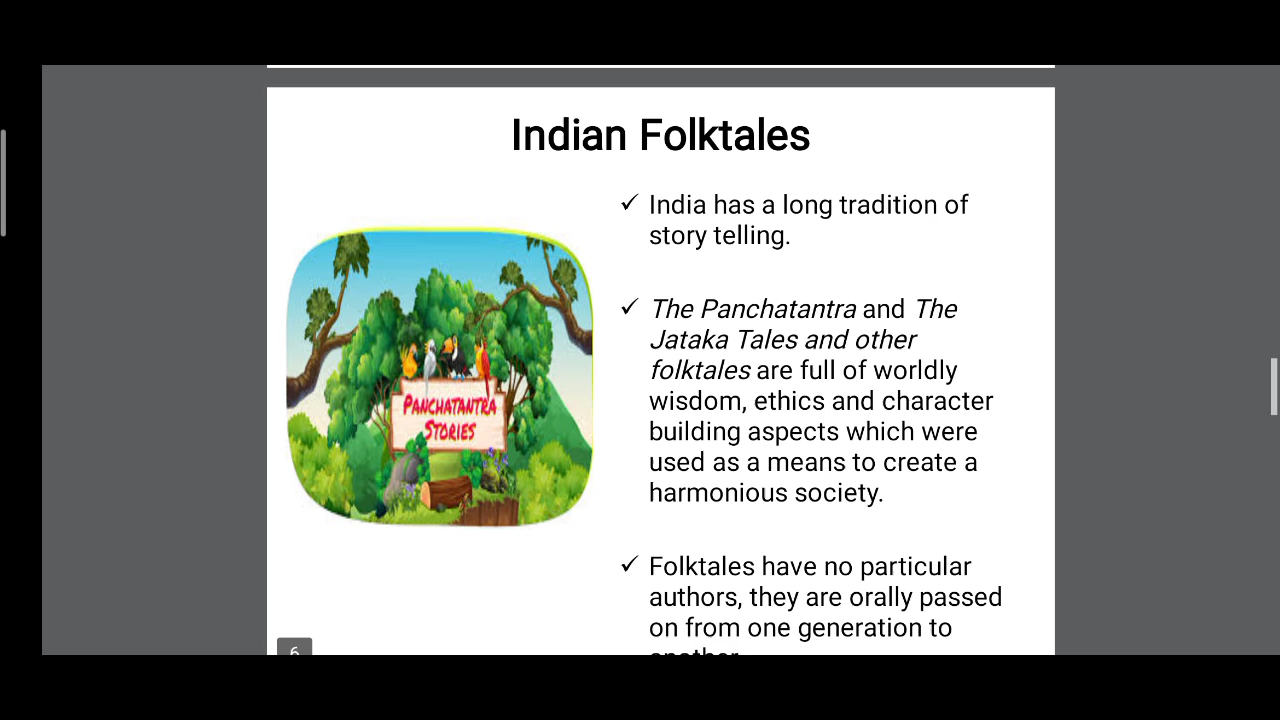 Indian Folktales
India has a long tradition of
story telling.
PANCHATANTRA
STORIES
The Panchatantra and The
Jataka Tales and other
folktales are full of worldly
wisdom, ethics and character
building aspects which were
used as a means to create a
harmonious society.
Folktales have no particular
authors, they are orally passed
on from one generation to
another.
6